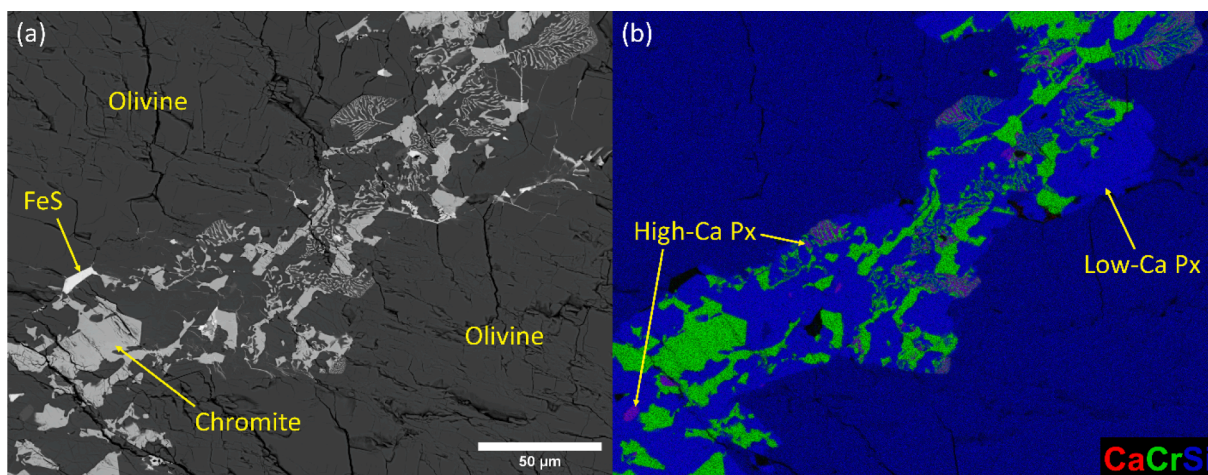 (a)
Olivine
FeS
Olivine
Chromite
50 µm
(b)
High-Ca Px
Low-Ca Px
CaCrS